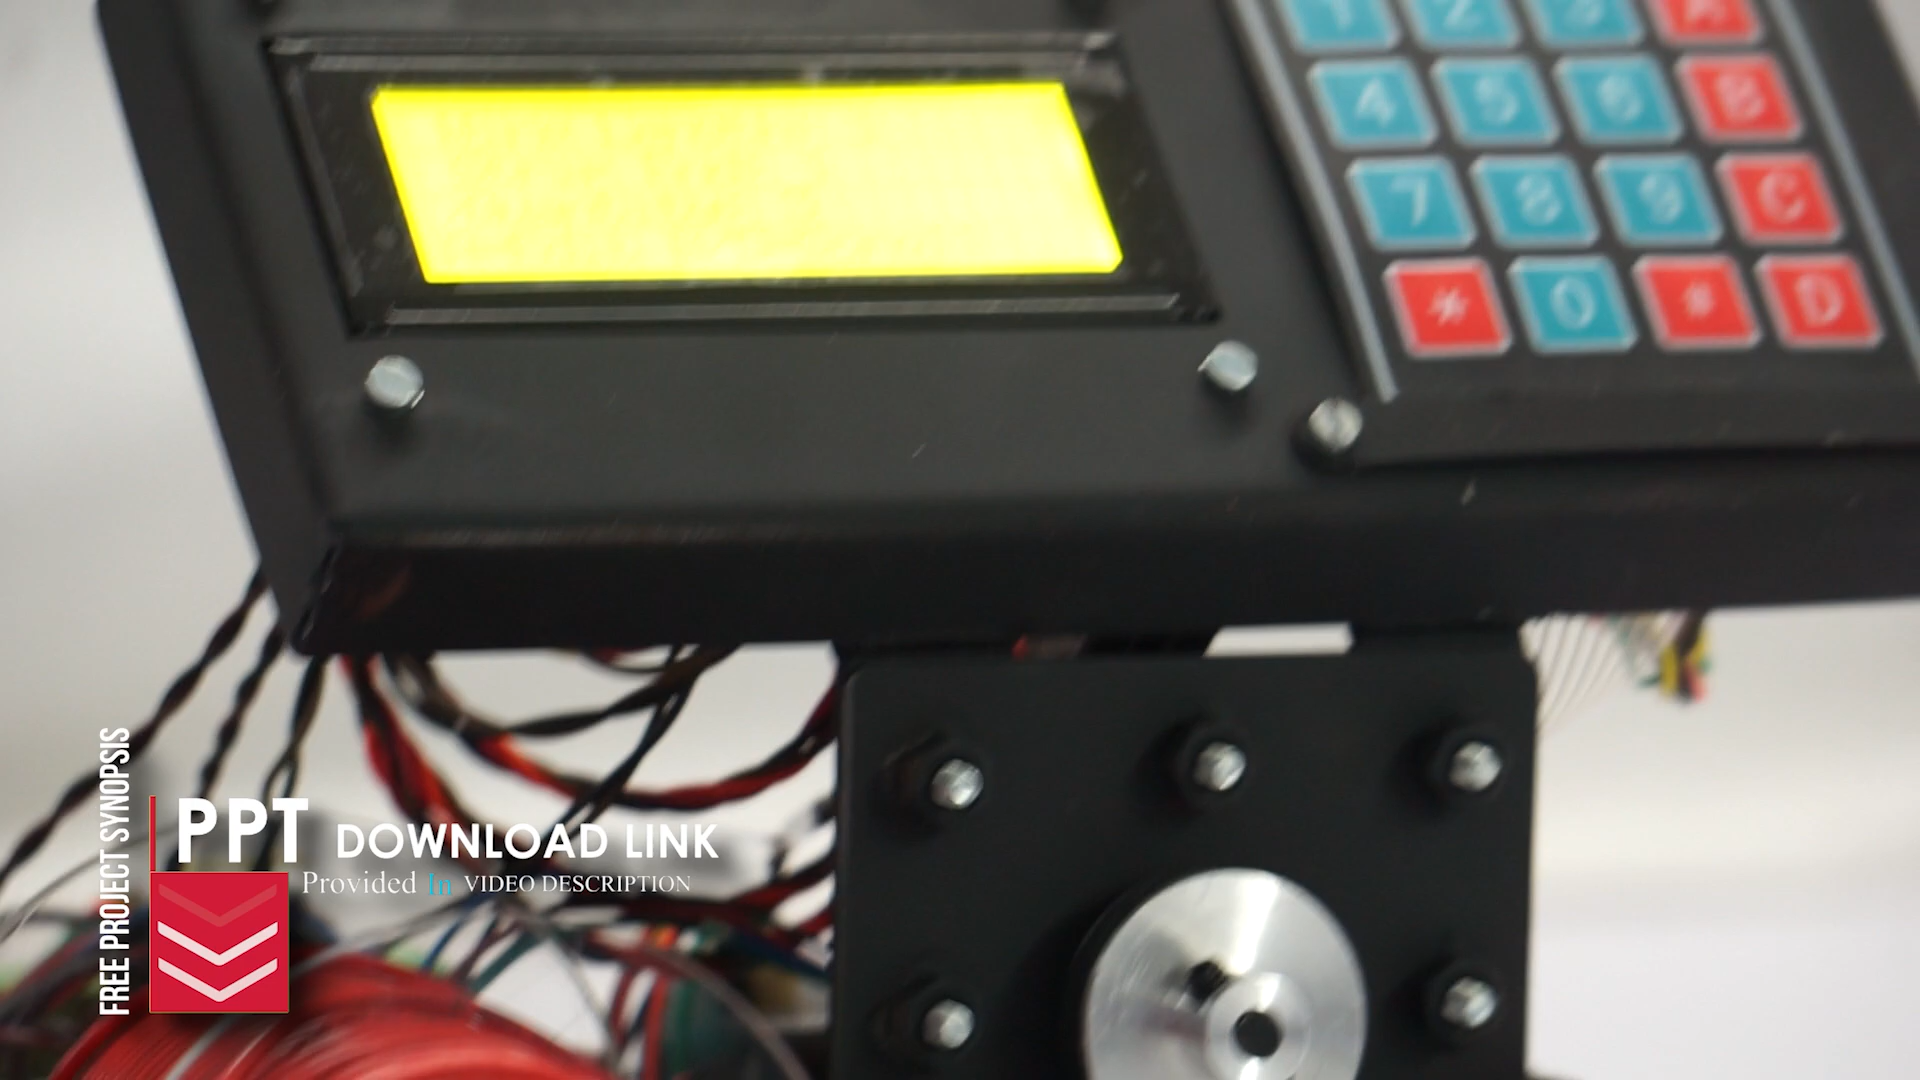 1 2 3 A
4 5 6 B
7 8 9 C
* 0 # D
FREE PROJECT SYNOPSIS
PPT DOWNLOAD LINK
Provided In VIDEO DESCRIPTION